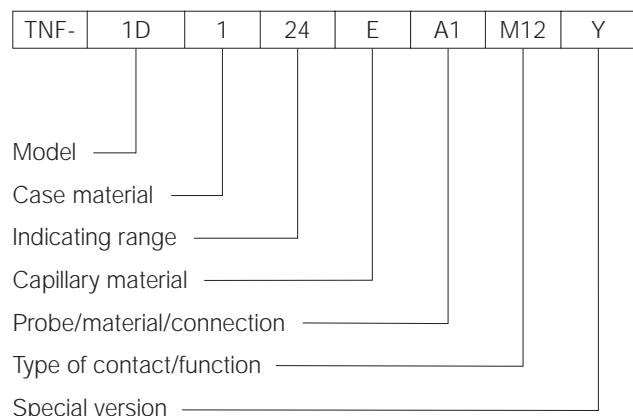 TNF- 1D 1 24 E A1 M12 Y
Model
Case material
Indicating range
Capillary material
Probe/material/connection
Type of contact/function
Special version